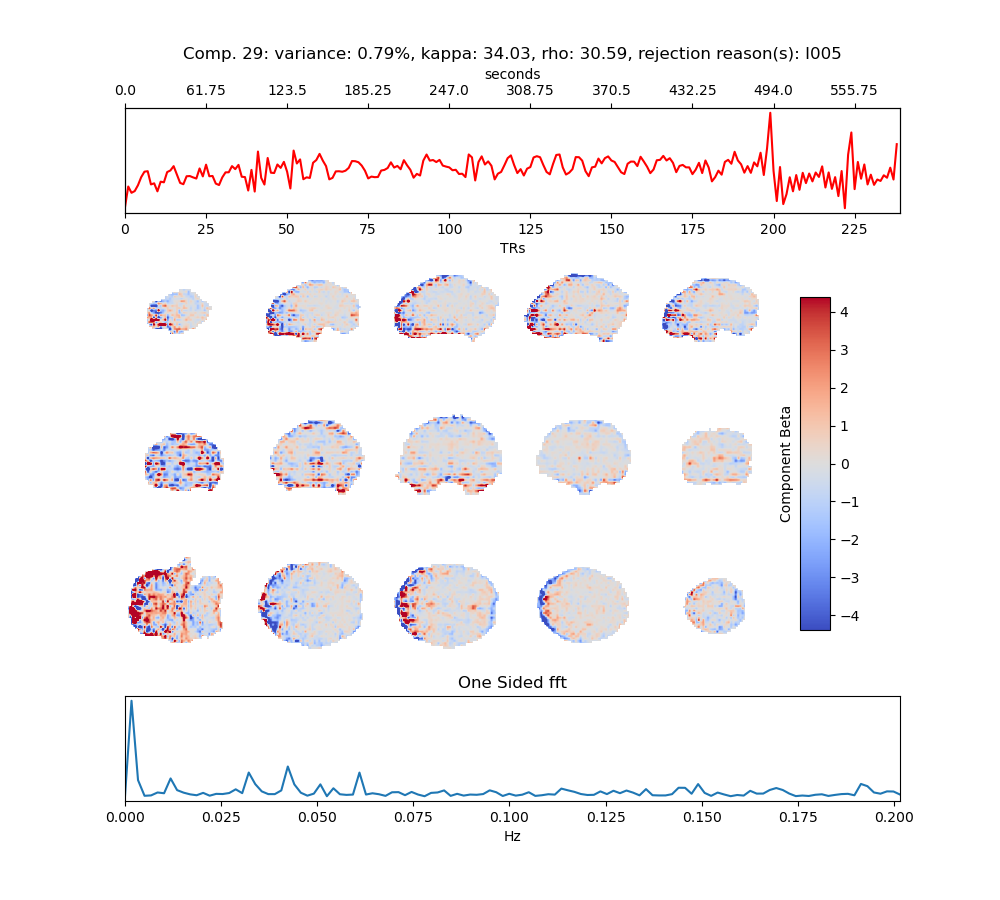 Comp. 29: variance: 0.79%, kappa: 34.03, rho: 30.59, rejection reason(s): I005
seconds
0.0 61.75 123.5 185.25 247.0 308.75 370.5 432.25 494.0 555.75
0 25 50 75 100 125 150 175 200 225
TRs
4
3
2
1
0
−1
−2
−3
−4
Component Beta
One Sided fft
0.000 0.025 0.050 0.075 0.100 0.125 0.150 0.175 0.200
Hz